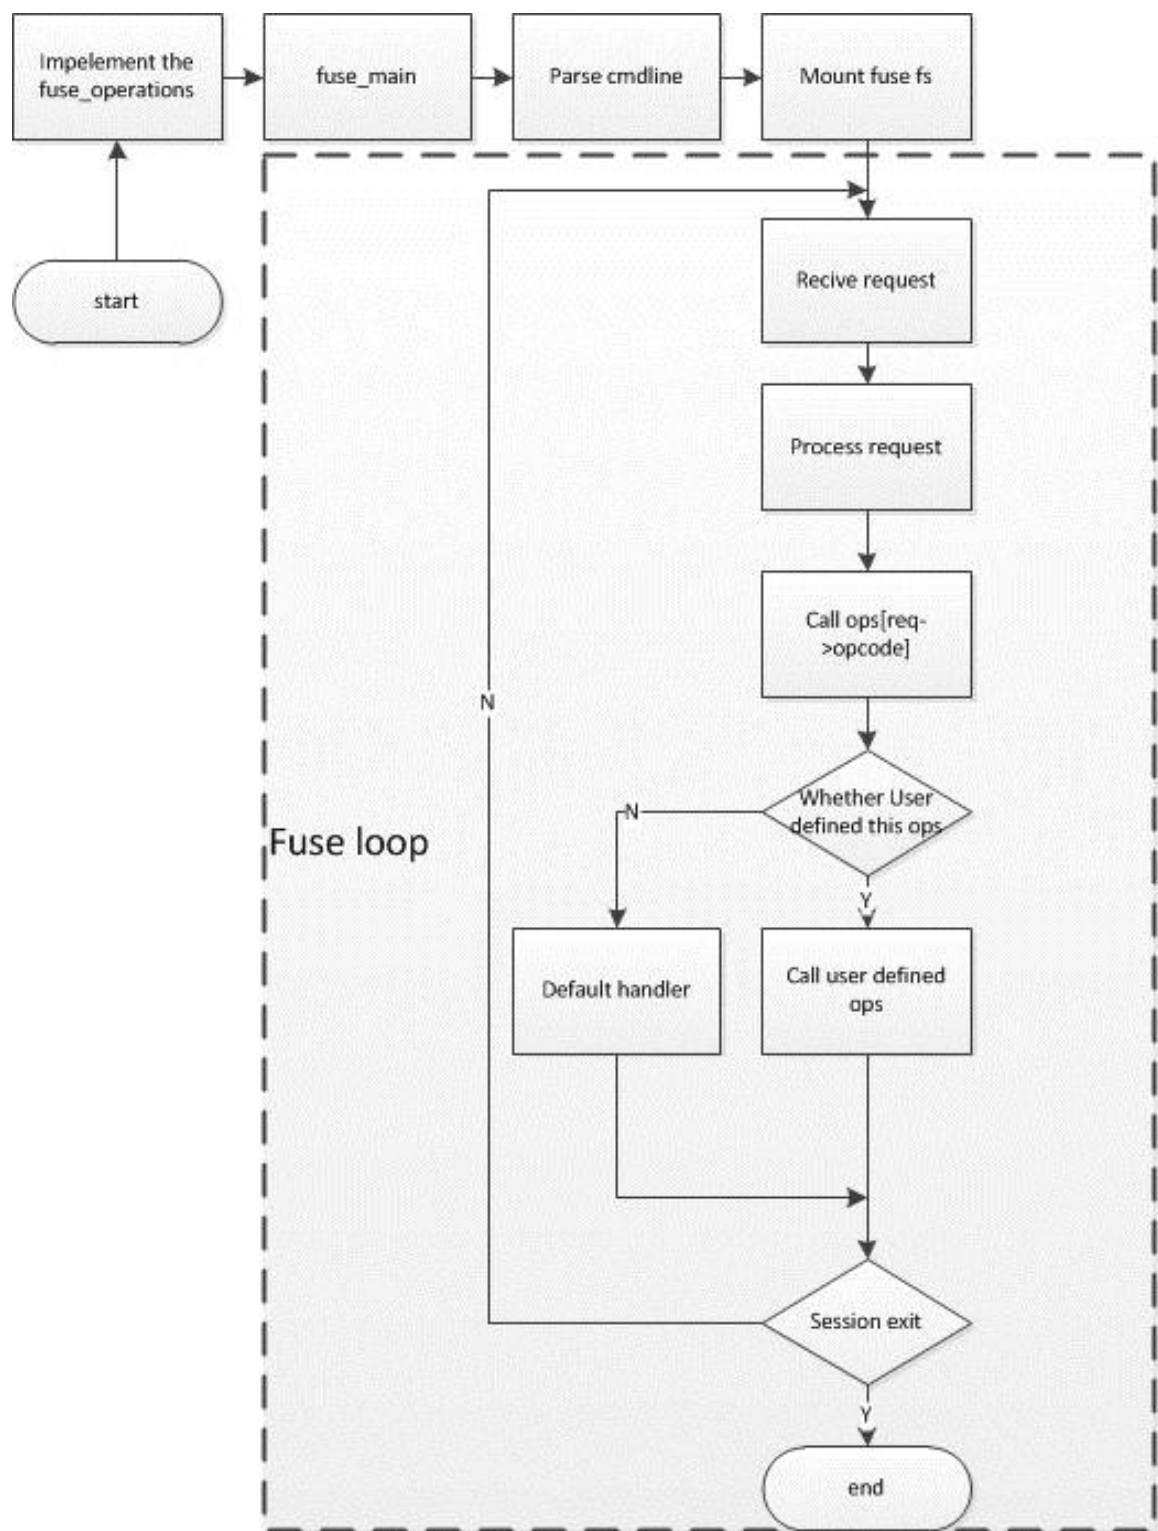 Impelement the
fuse_operations
fuse_main
Parse cmdline
Mount fuse fs
start
Recive request
Process request
Call ops[req-
>opcode]
N
Whether User
defined this ops
N
Fuse loop
Y
Default handler
Call user defined
ops
Session exit
Y
end